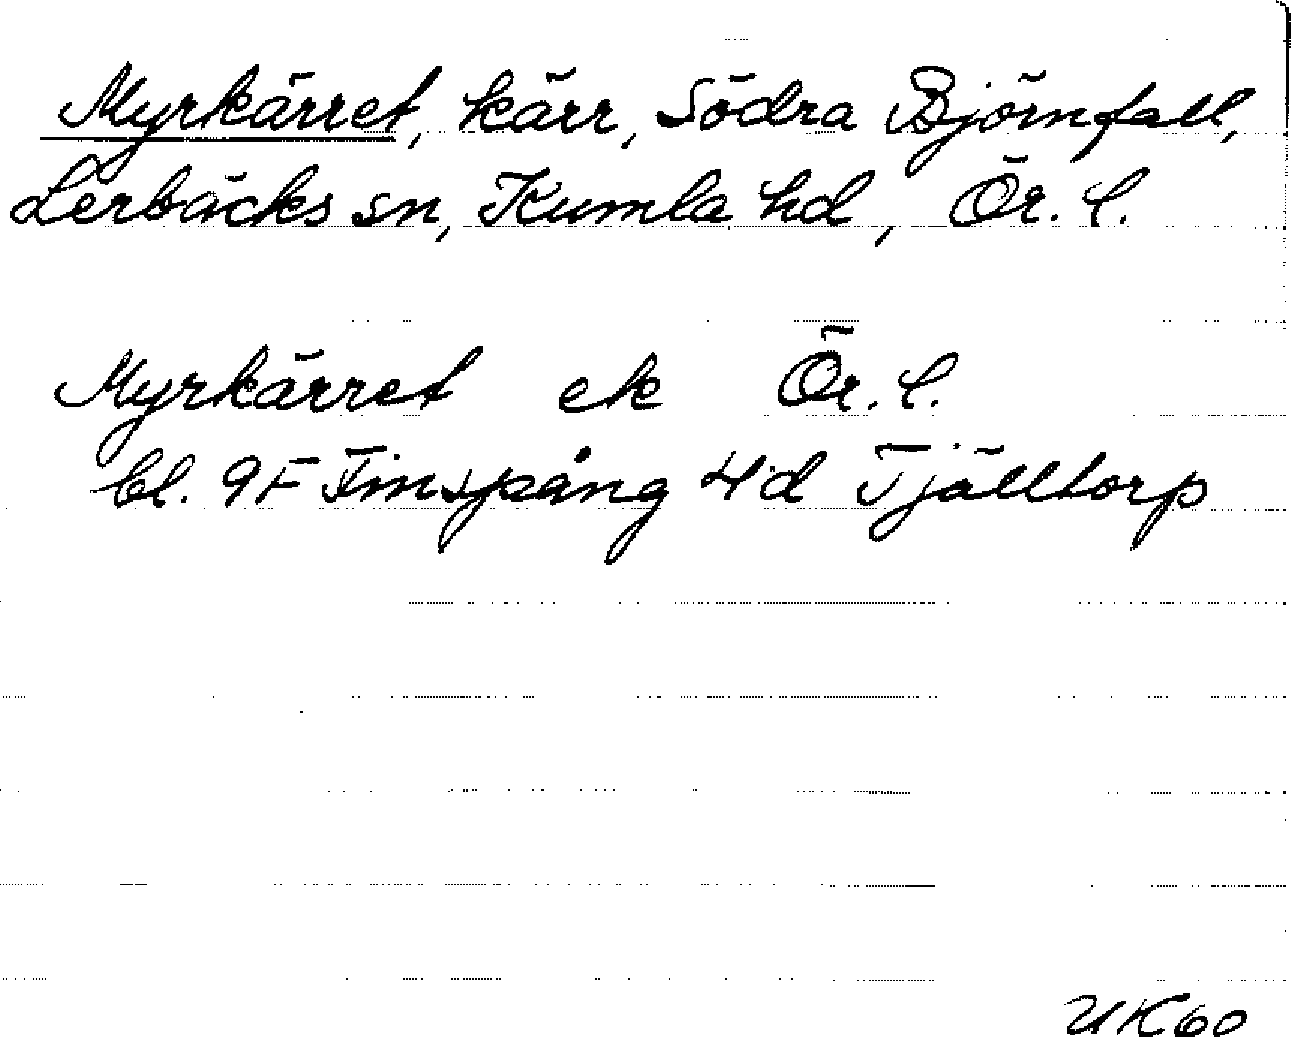 Myrkärret, kärr, Södra Björnfall,
Lerbäcks sn, Kumla hd, Ör. l.
Myrkärret ek Ör. l.
bl. 9F Finspång 4d Tjälltorp
UK60